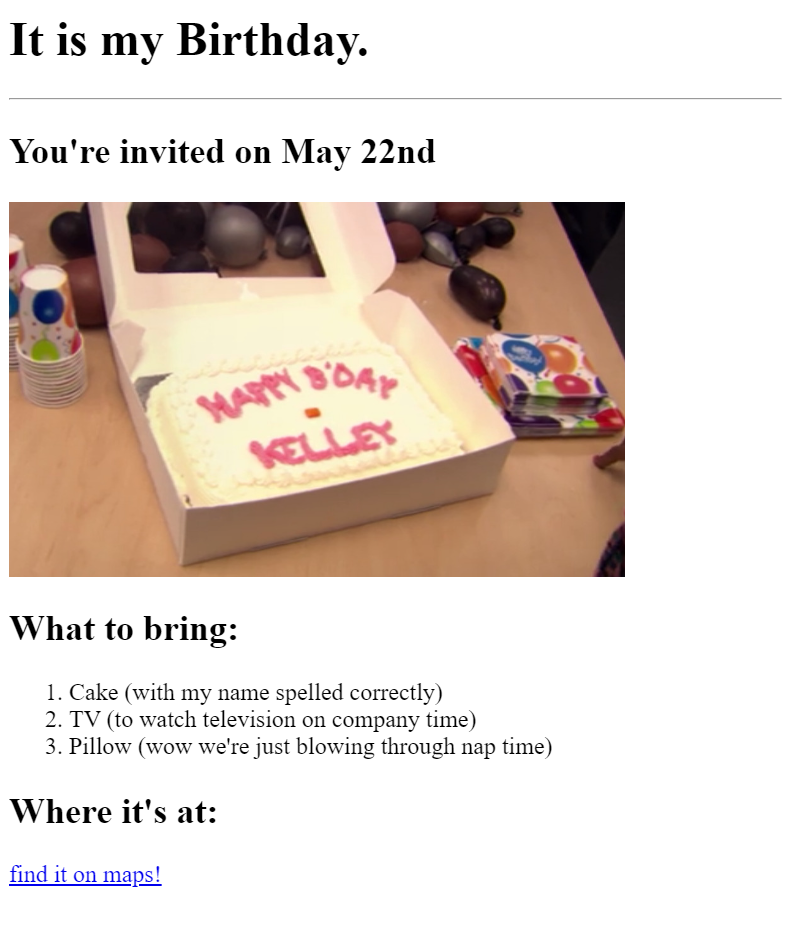 It is my Birthday.
You're invited on May 22nd
HAPPY B'DAY
KELLEY
What to bring:
1. Cake (with my name spelled correctly)
2. TV (to watch television on company time)
3. Pillow (wow we're just blowing through nap time)
Where it's at:
find it on maps!